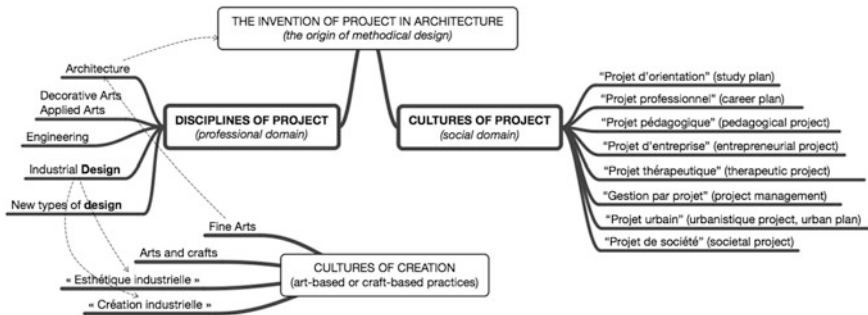 THE INVENTION OF PROJECT IN ARCHITECTURE
(the origin of methodical design)
Architecture
Decorative Arts
Applied Arts
Engineering
Industrial Design
New types of design
DISCIPLINES OF PROJECT
(professional domain)
CULTURES OF PROJECT
(social domain)
"Projet d'orientation" (study plan)
"Projet professionnel" (career plan)
"Projet pédagogique" (pedagogical project)
"Projet d'entreprise" (entrepreneurial project)
"Projet thérapeutique" (therapeutic project)
"Gestion par projet" (project management)
"Projet urbain" (urbanistique project, urban plan)
"Projet de société" (societal project)
Fine Arts
Arts and crafts
« Esthétique industrielle »
« Création industrielle »
CULTURES OF CREATION
(art-based or craft-based practices)